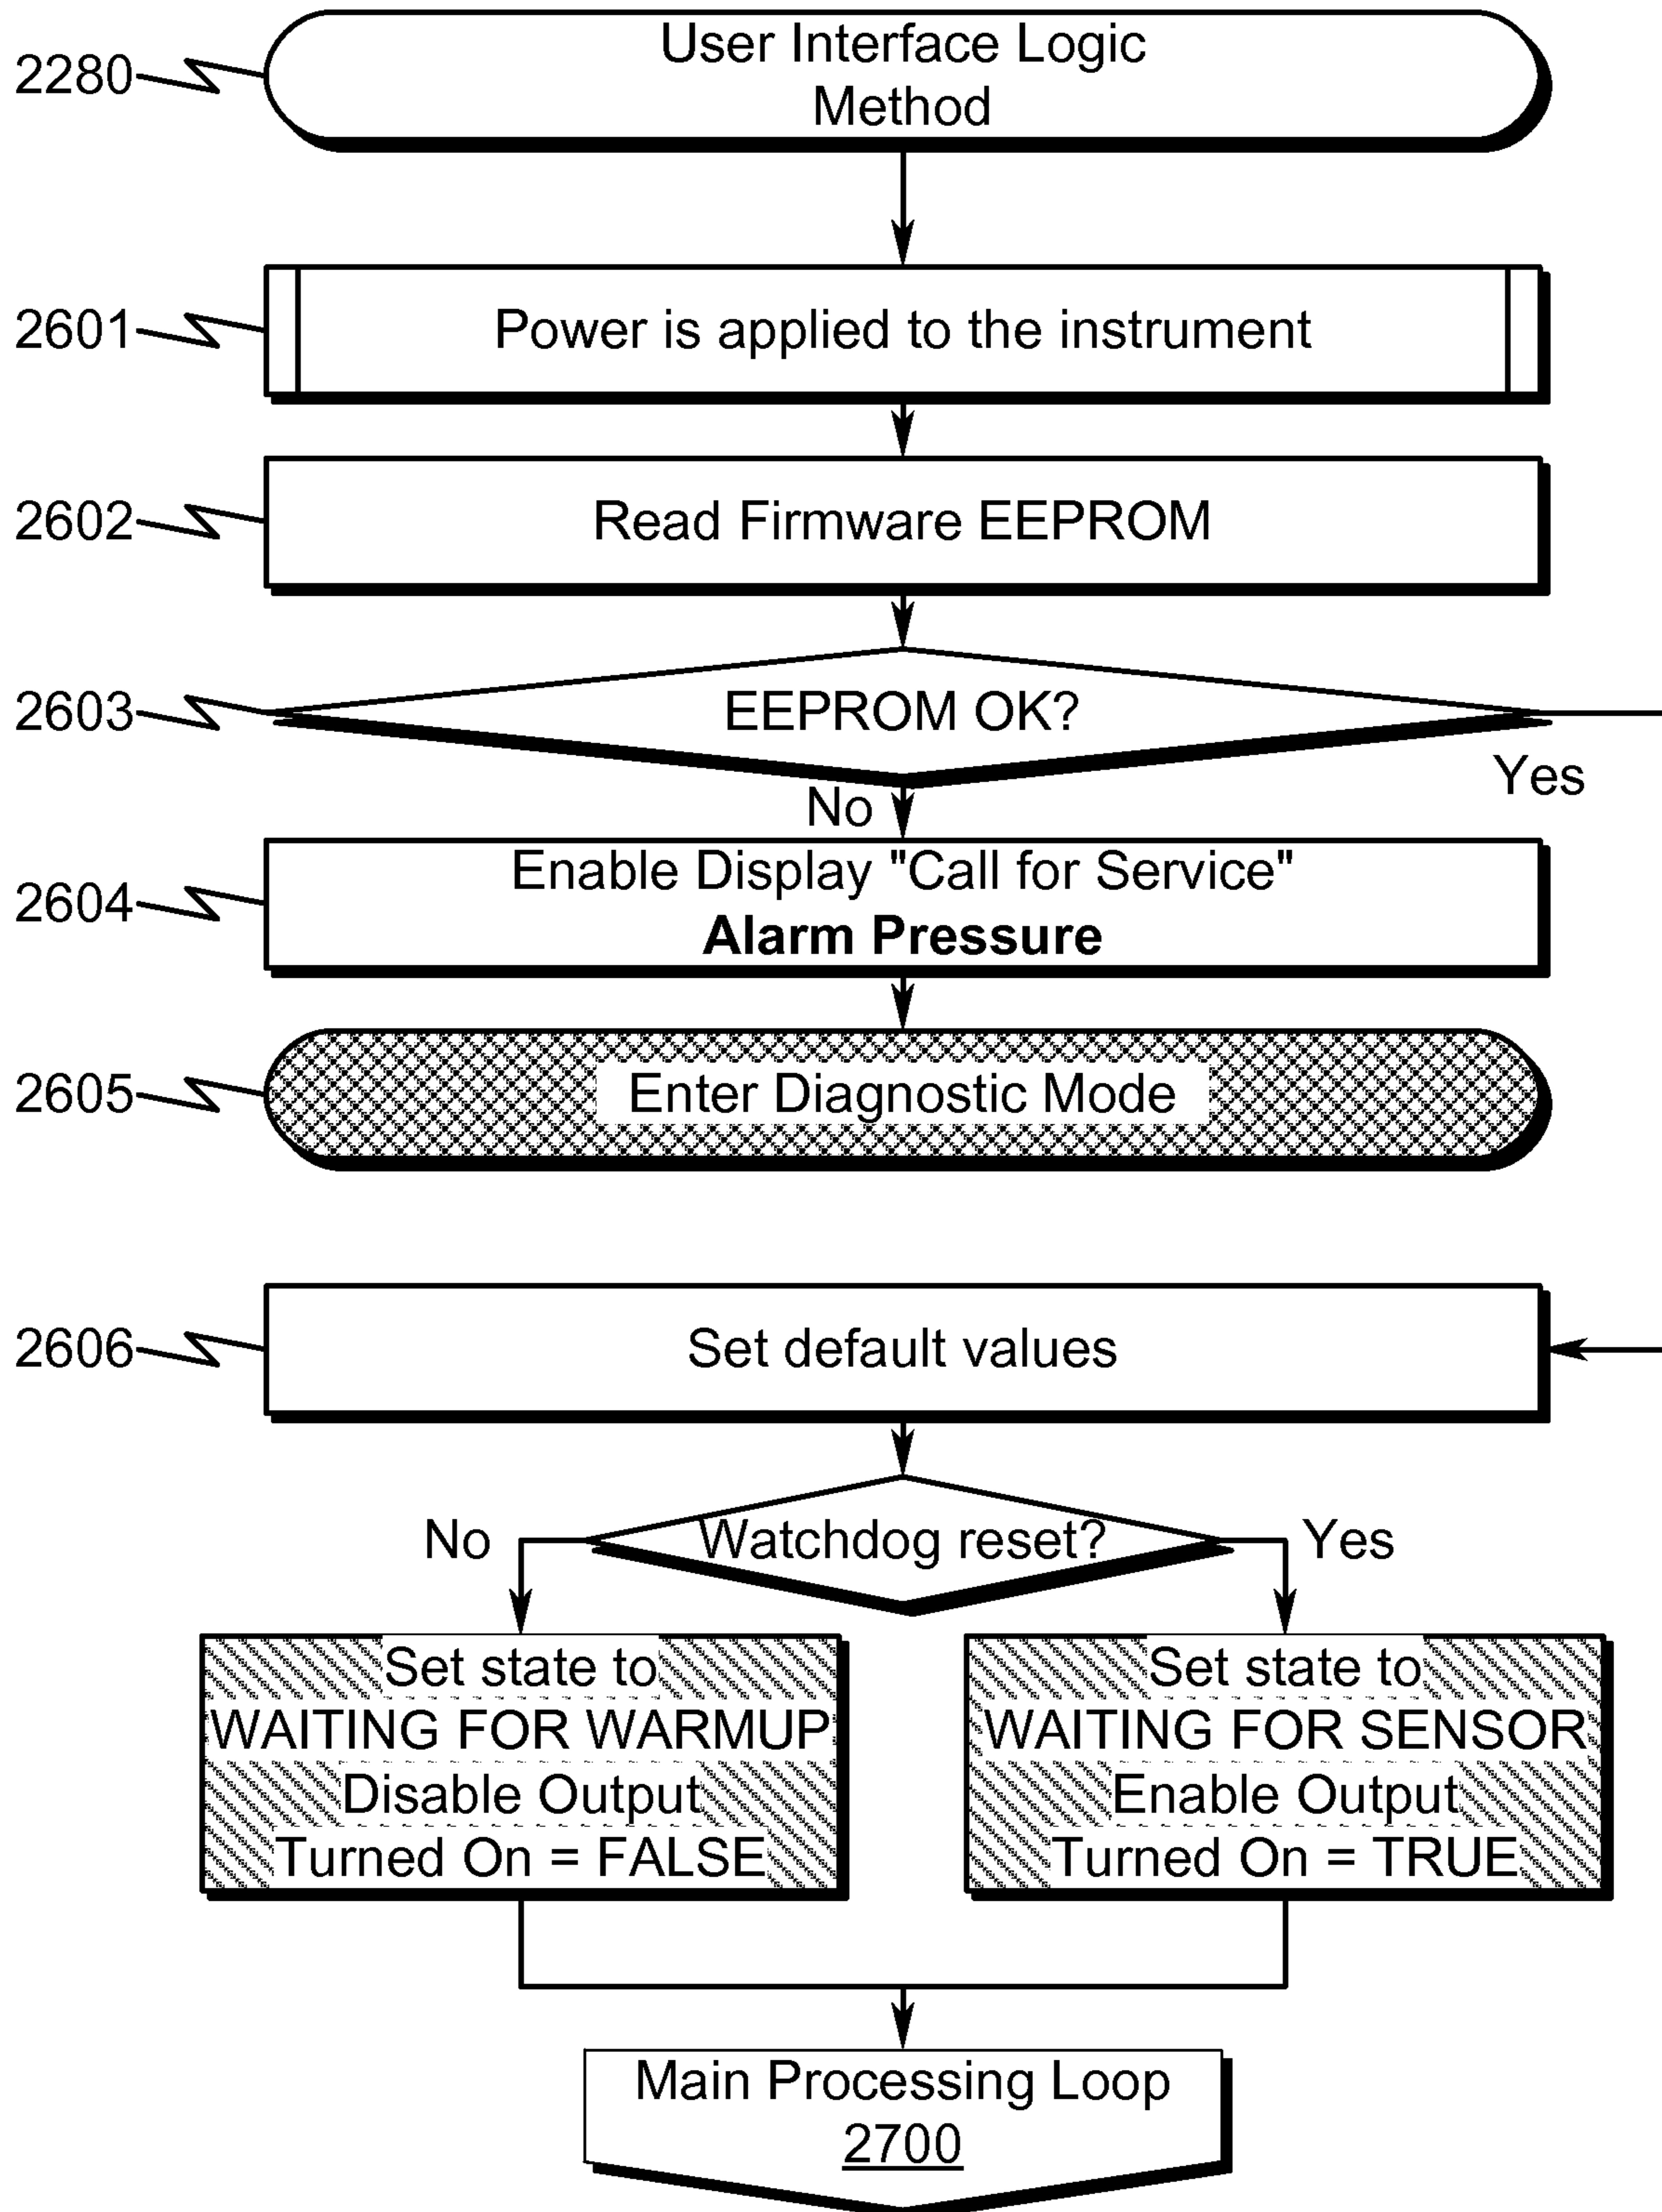 2280
User Interface Logic
Method
2601
Power is applied to the instrument
2602
Read Firmware EEPROM
2603
EEPROM OK?
Yes
No
2604
Enable Display "Call for Service"
Alarm Pressure
2605
Enter Diagnostic Mode
2606
Set default values
No
Watchdog reset?
Yes
Set state to
WAITING FOR WARMUP
Disable Output
Turned On = FALSE
Set state to
WAITING FOR SENSOR
Enable Output
Turned On = TRUE
Main Processing Loop
2700